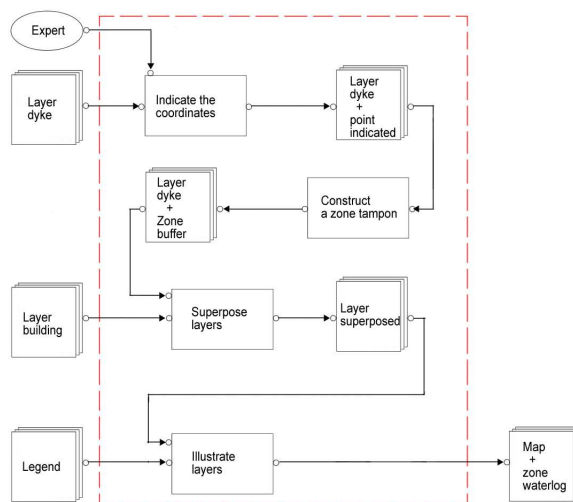 Expert
Layer
dyke
Indicate the
coordinates
Layer
dyke
+
point
indicated
Layer
dyke
+
Zone
buffer
Construct
a zone tampon
Layer
building
Superpose
layers
Layer
superposed
Legend
Illustrate
layers
Map
+
zone
waterlog